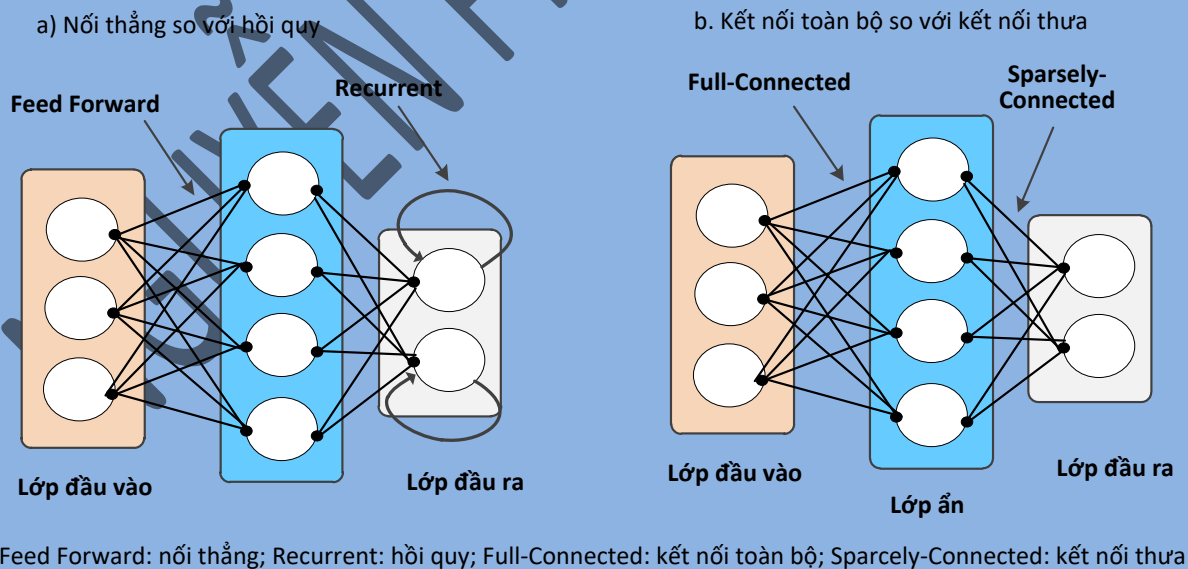 a) Nối thẳng so với hồi quy
b. Kết nối toàn bộ so với kết nối thưa
Feed Forward
Recurrent
Full-Connected
Sparsely-
Connected
Lớp đầu vào
Lớp đầu ra
Lớp đầu vào
Lớp ẩn
Lớp đầu ra
Feed Forward: nối thẳng; Recurrent: hồi quy; Full-Connected: kết nối toàn bộ; Sparcely-Connected: kết nối thưa